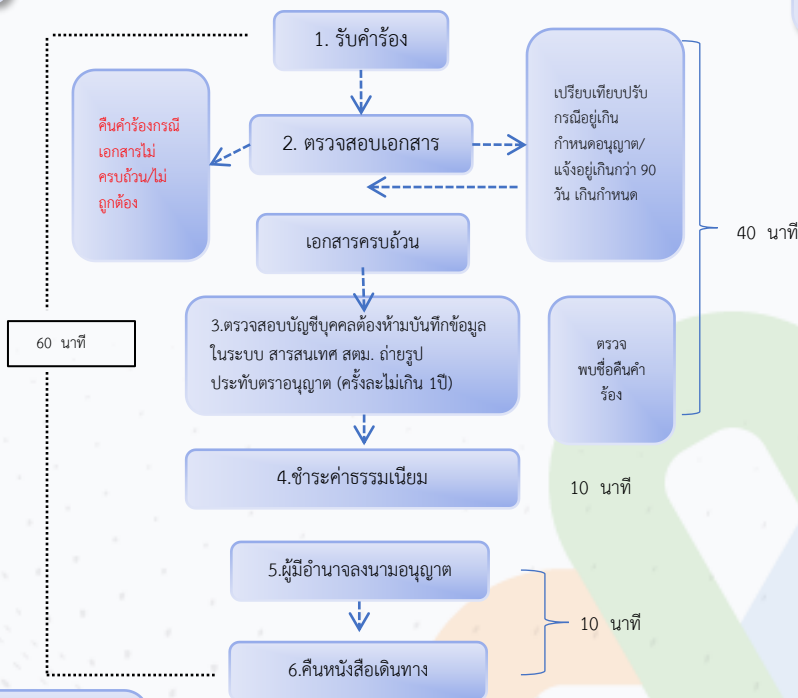 1. รับคำร้อง
2. ตรวจสอบเอกสาร
คืนคำร้องกรณี
เอกสารไม่
ครบถ้วน/ไม่
ถูกต้อง
เปรียบเทียบปรับ
กรณีอยู่เกิน
กำหนดอนุญาต/
แจ้งอยู่เกินกว่า 90
วัน เกินกำหนด
40 นาที
เอกสารครบถ้วน
60 นาที
3.ตรวจสอบบัญชีบุคคลต้องห้ามบันทึกข้อมูล
ในระบบ สารสนเทศ สตม. ถ่ายรูป
ประทับตราอนุญาต (ครั้งละไม่เกิน 1ปี)
ตรวจ
พบชื่อคืนคำ
ร้อง
4.ชำระค่าธรรมเนียม
10 นาที
5.ผู้มีอำนาจลงนามอนุญาต
10 นาที
6.คืนหนังสือเดินทาง